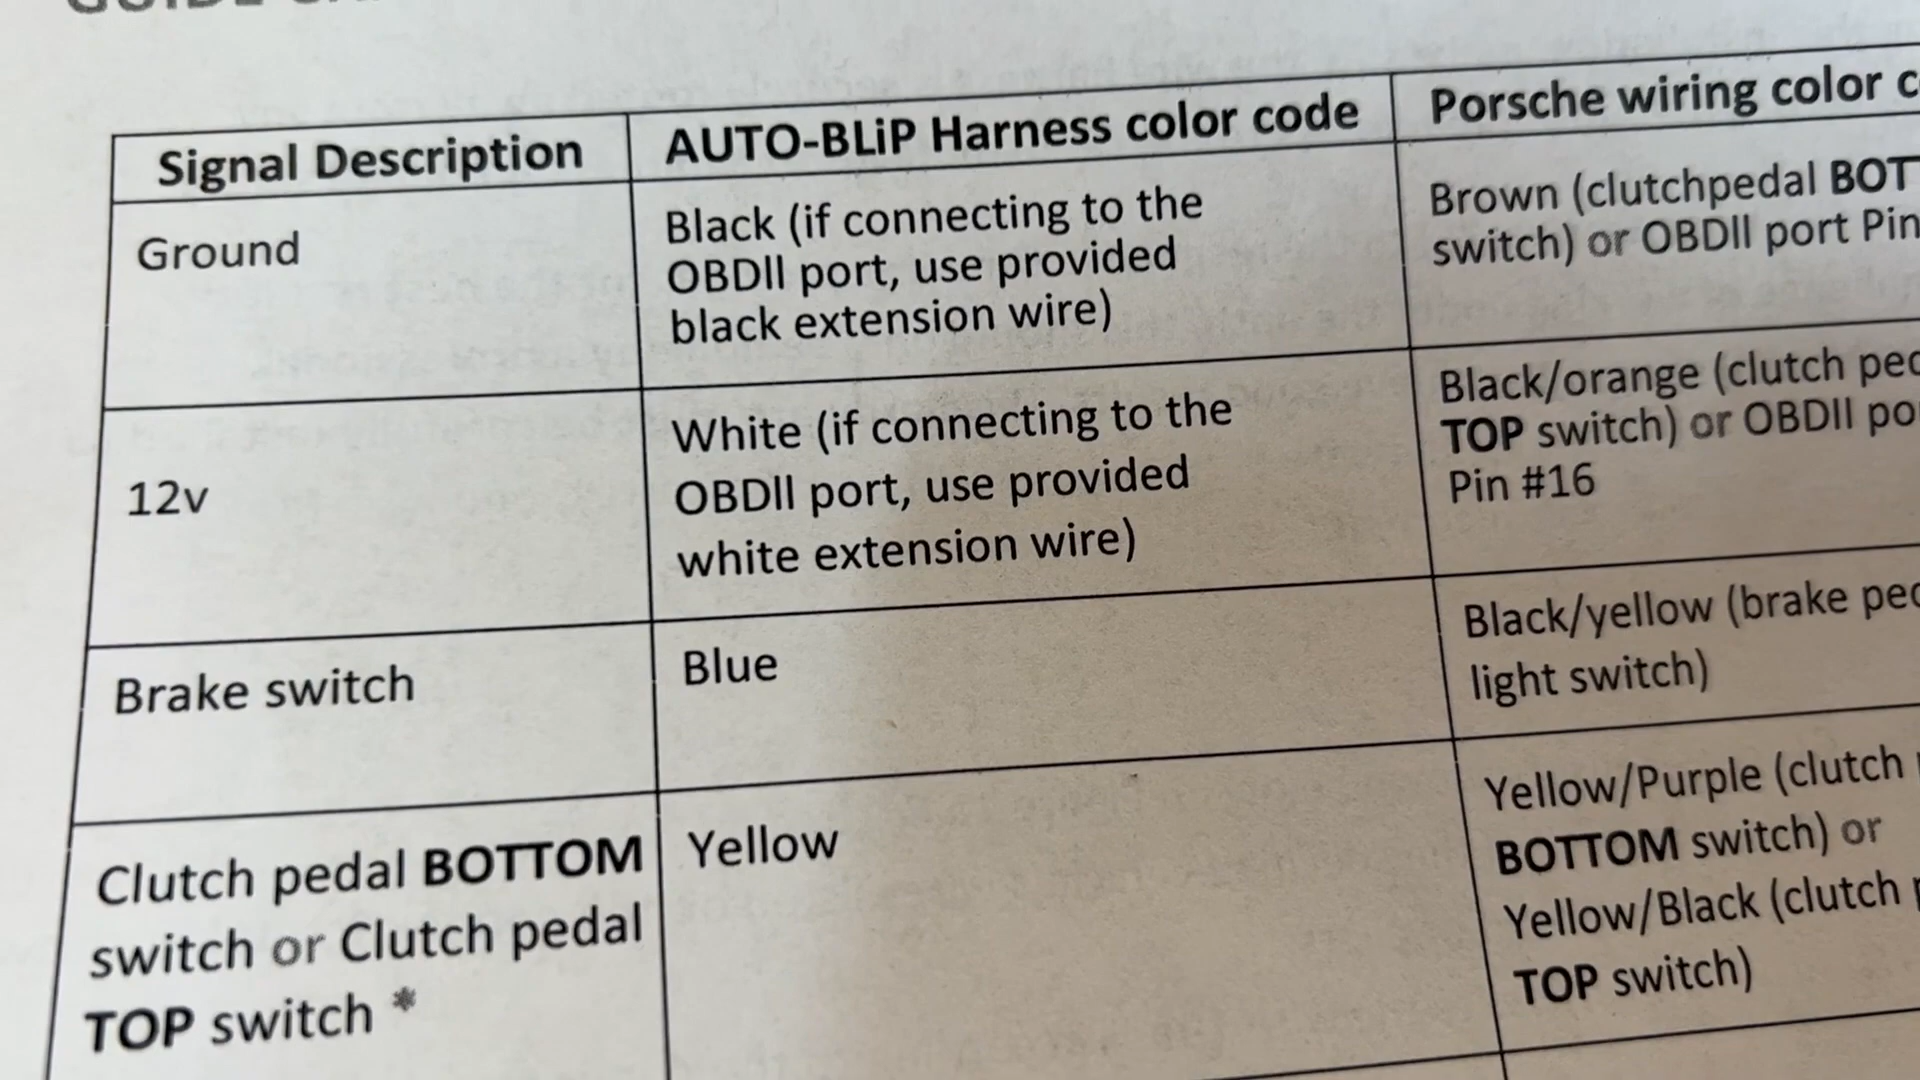 Signal Description
AUTO-BLiP Harness color code
Porsche wiring color
Ground
Black (if connecting to the
OBDII port, use provided
black extension wire)
Brown (clutchpedal
switch) or OBDII port Pin
12v
White (if connecting to the
OBDII port, use provided
white extension wire)
Black/orange (clutch
TOP switch) or OBDII
Pin #16
Brake switch
Blue
Black/yellow (brake
light switch)
Clutch pedal BOTTOM
switch or Clutch pedal
TOP switch *
Yellow
Yellow/Purple (clutch
BOTTOM switch) or
Yellow/Black (clutch
TOP switch)